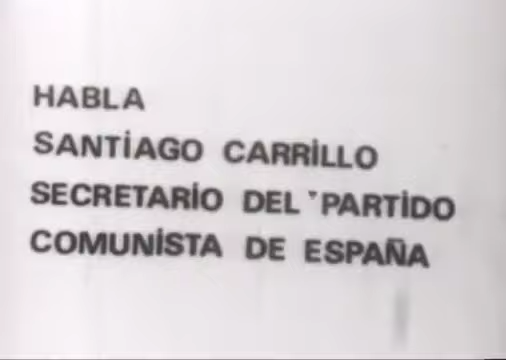 HABLA
SANTiAGO CARRiLLO
SECRETARiO DEL PARTiDO
COMUNiSTA DE ESPAÑA